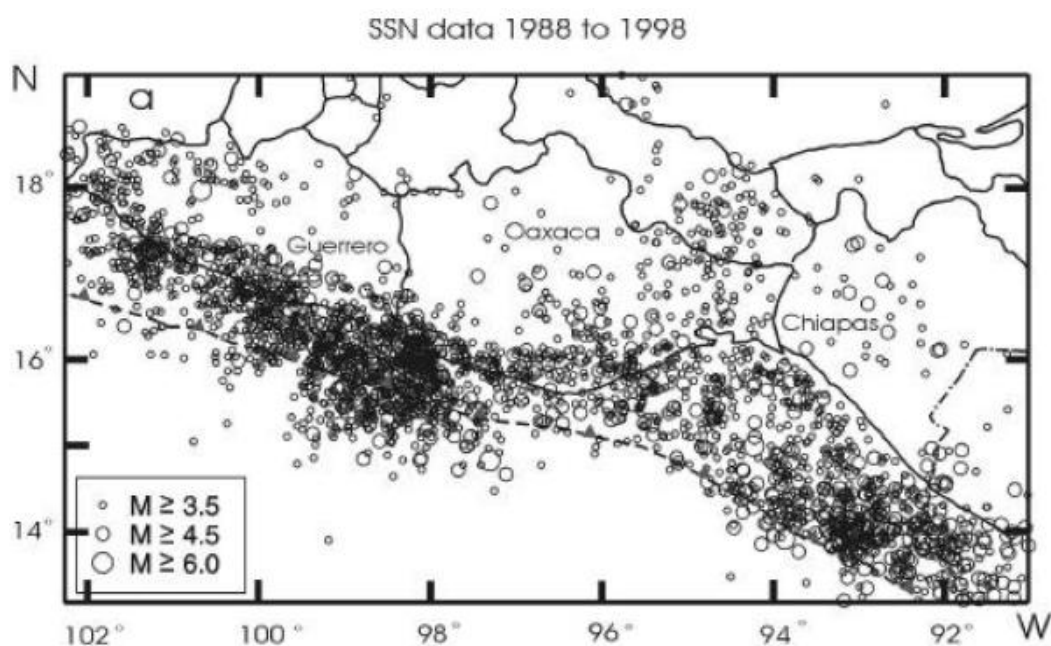 SSN data 1988 to 1998
N
a
18°
Guerrero
Oaxaca
Chiapas
16°
14°
M ≥ 3.5
M ≥ 4.5
M ≥ 6.0
102° 100° 98° 96° 94° 92° W